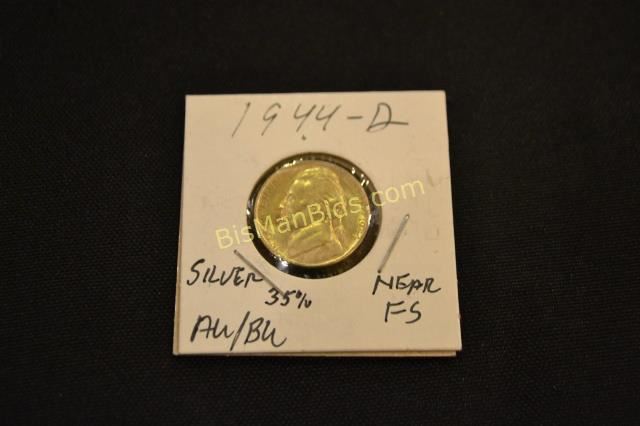 1944-D
BisManBids.com
SILVER
35%
NEAR
FS
AU/BU